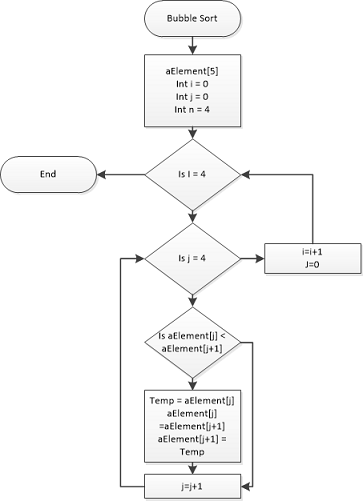 Bubble Sort
aElement[5]
Int i = 0
Int j = 0
Int n = 4
Is I = 4
End
Is j = 4
i=i+1
J=0
Is aElement[j] <
aElement[j+1]
Temp = aElement[j]
aElement[j]
=aElement[j+1]
aElement[j+1] =
Temp
j=j+1